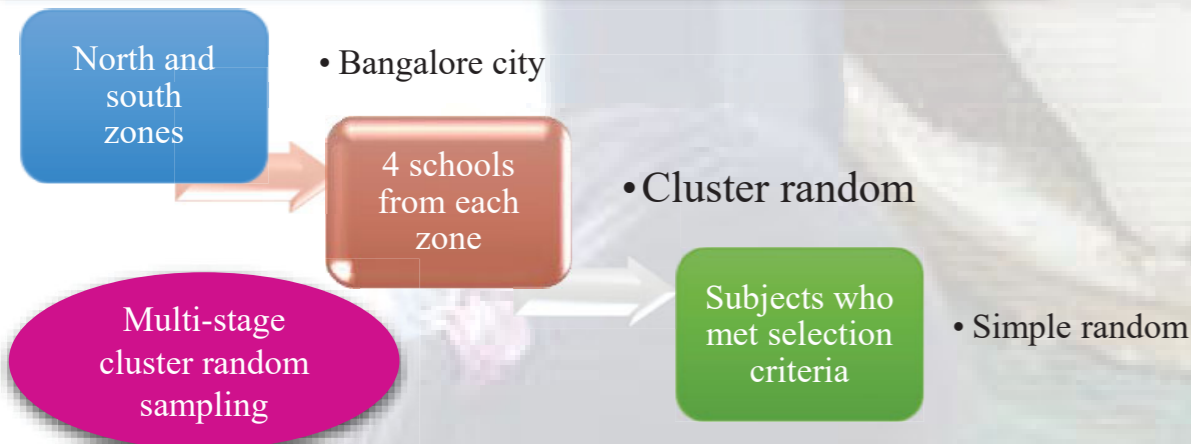 North and
south
zones
• Bangalore city
4 schools
from each
zone
• Cluster random
Subjects who
met selection
criteria
• Simple random
Multi-stage
cluster random
sampling